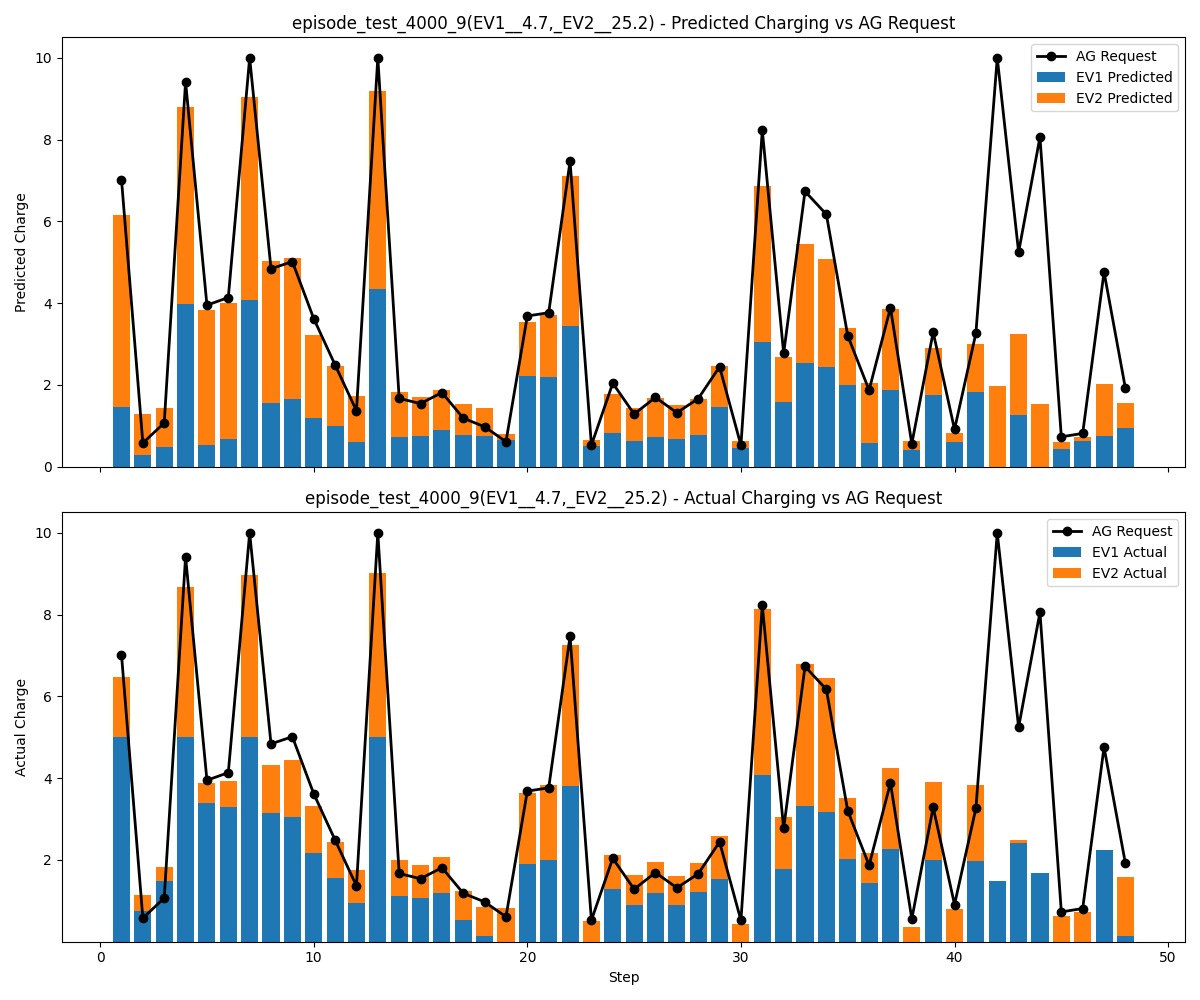 episode_test_4000_9(EV1__4.7,_EV2__25.2) - Predicted Charging vs AG Request
10
8
6
4
2
0
Predicted Charge
AG Request
EV1 Predicted
EV2 Predicted
episode_test_4000_9(EV1__4.7,_EV2__25.2) - Actual Charging vs AG Request
10
8
6
4
2
Actual Charge
AG Request
EV1 Actual
EV2 Actual
0 10 20 30 40 50
Step